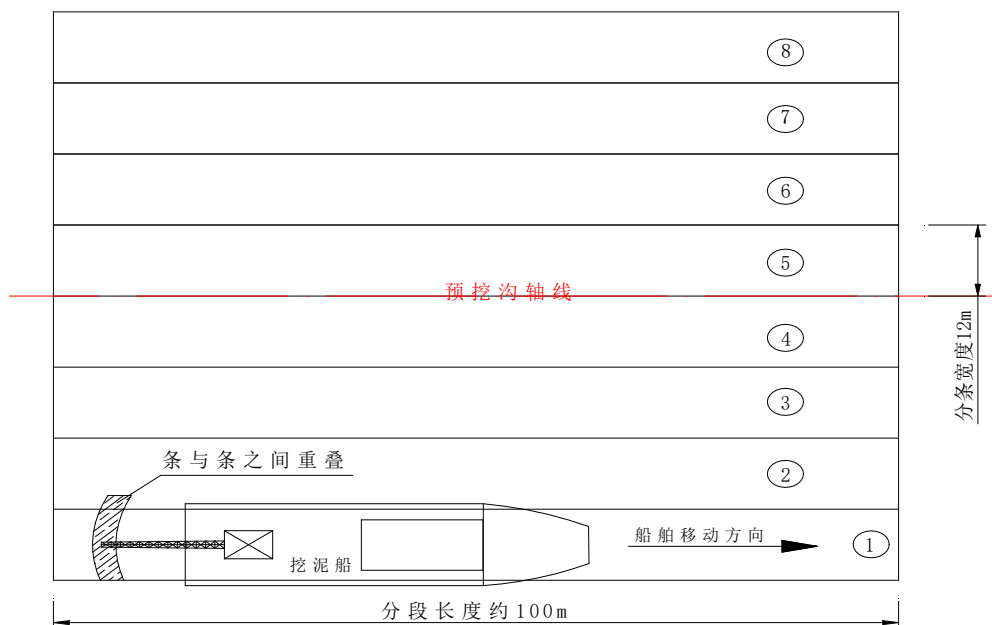 ⑧
⑦
⑥
⑤
预挖沟轴线
④
分条宽度12m
③
条与条之间重叠
②
船舶移动方向
①
挖泥船
分段长度约100m